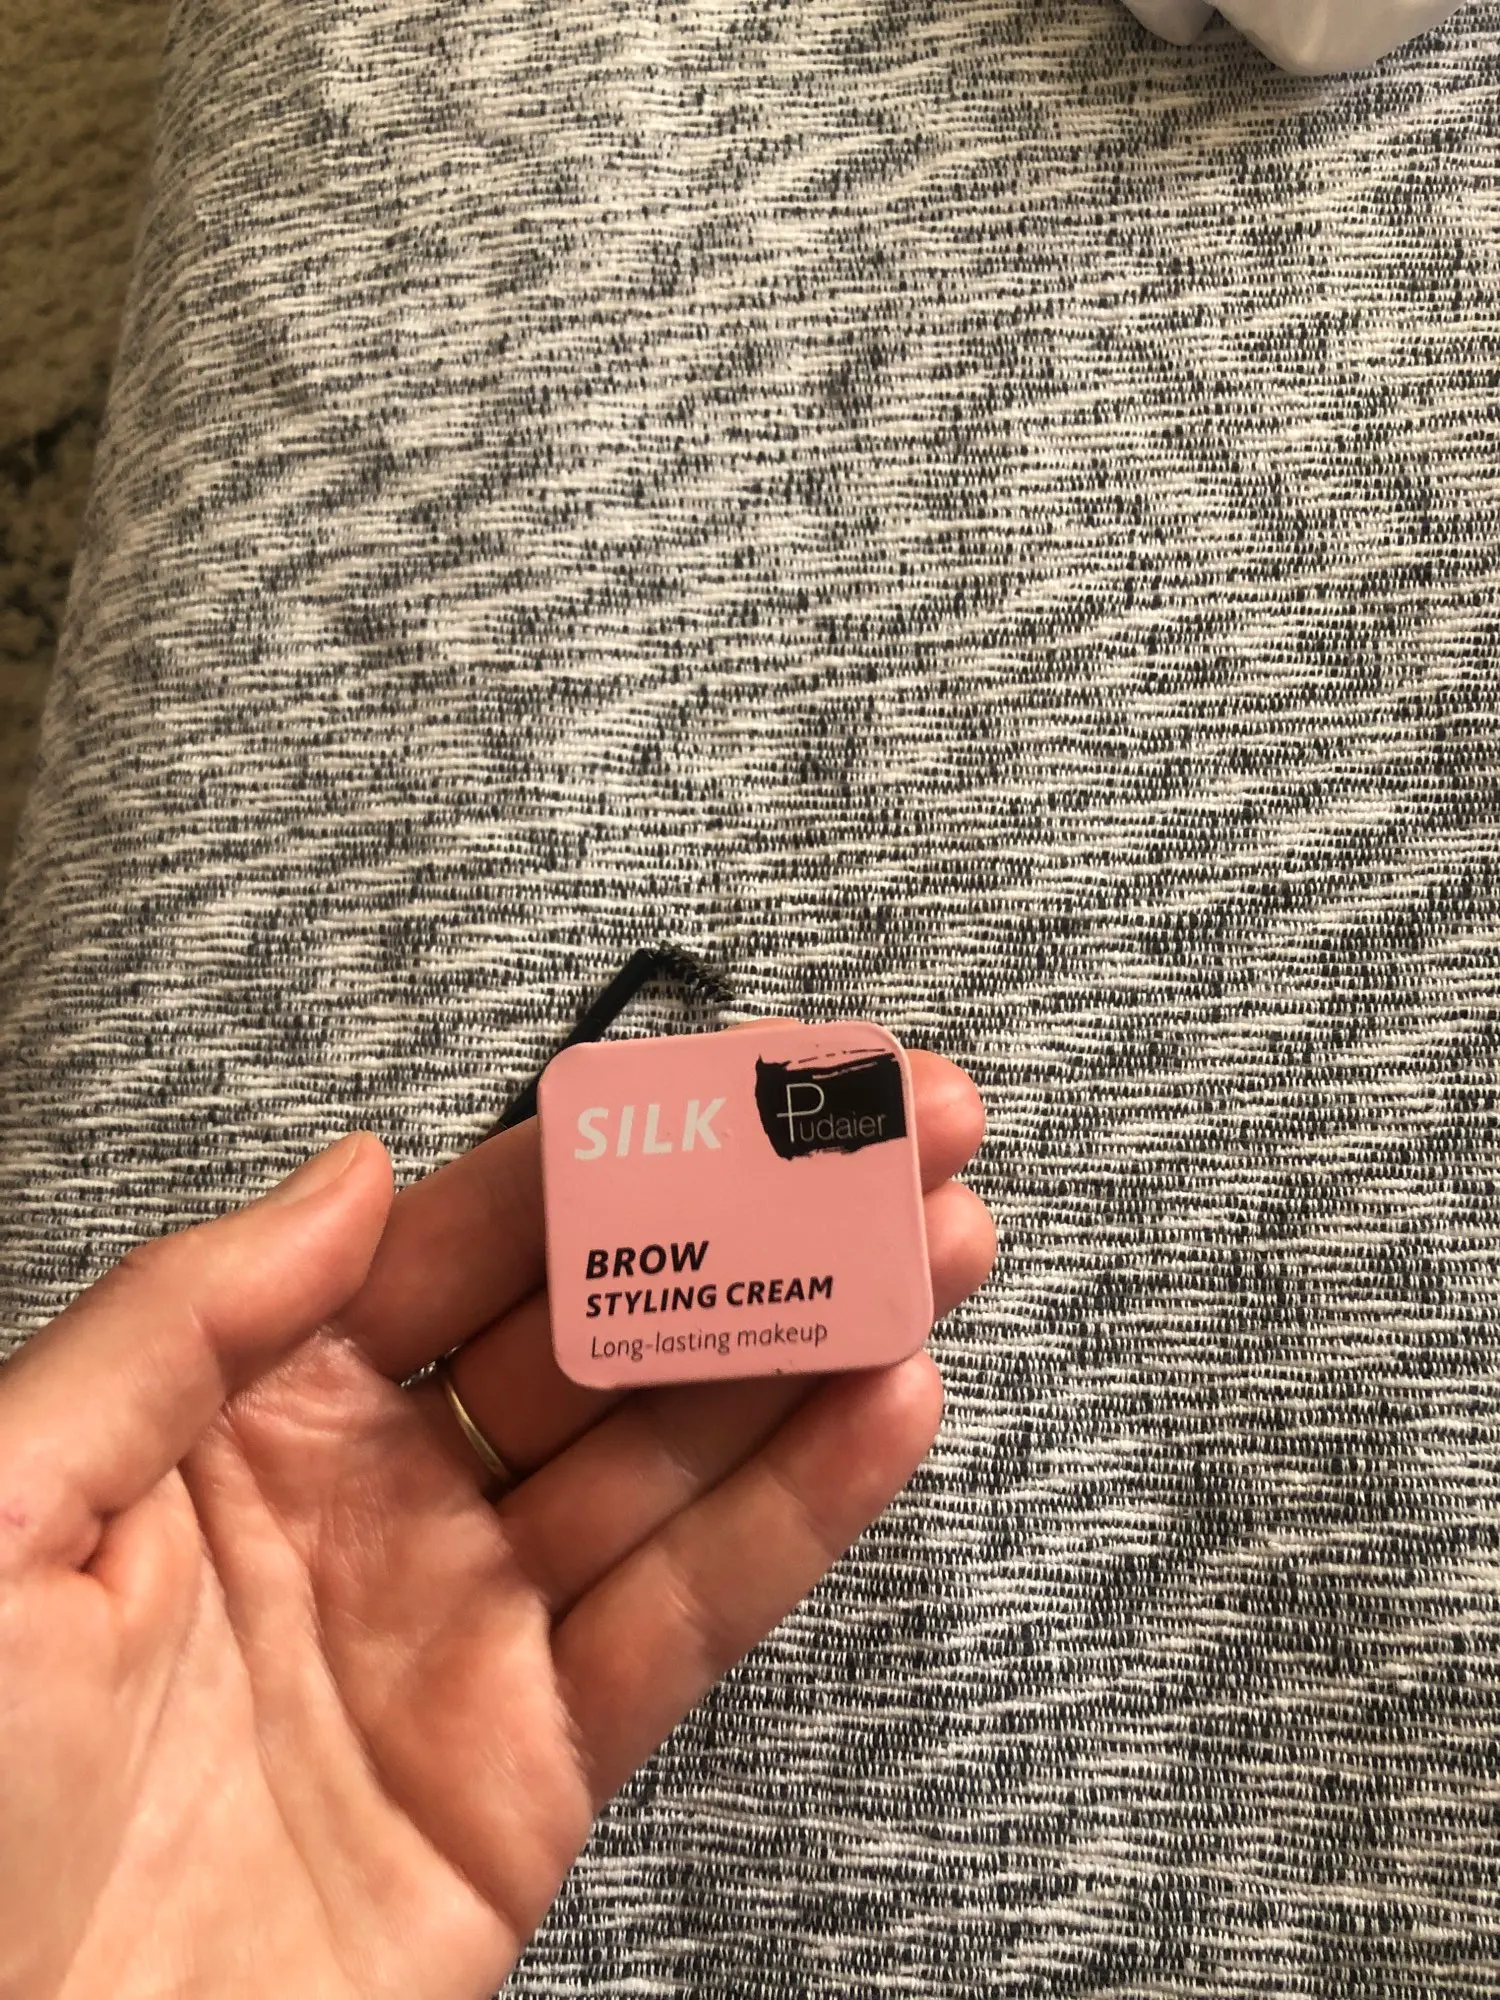 SILK
Pudaier
BROW
STYLING CREAM
Long-lasting makeup